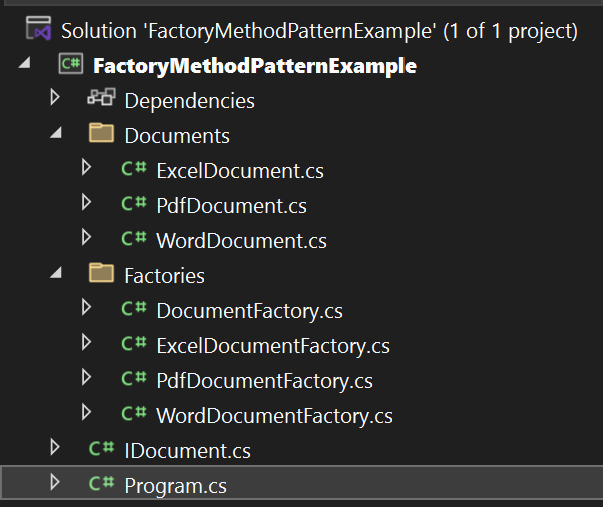 Solution 'FactoryMethodPatternExample' (1 of 1 project)
C# FactoryMethodPatternExample
Dependencies
Documents
C# ExcelDocument.cs
C# PdfDocument.cs
C# WordDocument.cs
Factories
C# DocumentFactory.cs
C# ExcelDocumentFactory.cs
C# PdfDocumentFactory.cs
C# WordDocumentFactory.cs
C# IDocument.cs
C# Program.cs